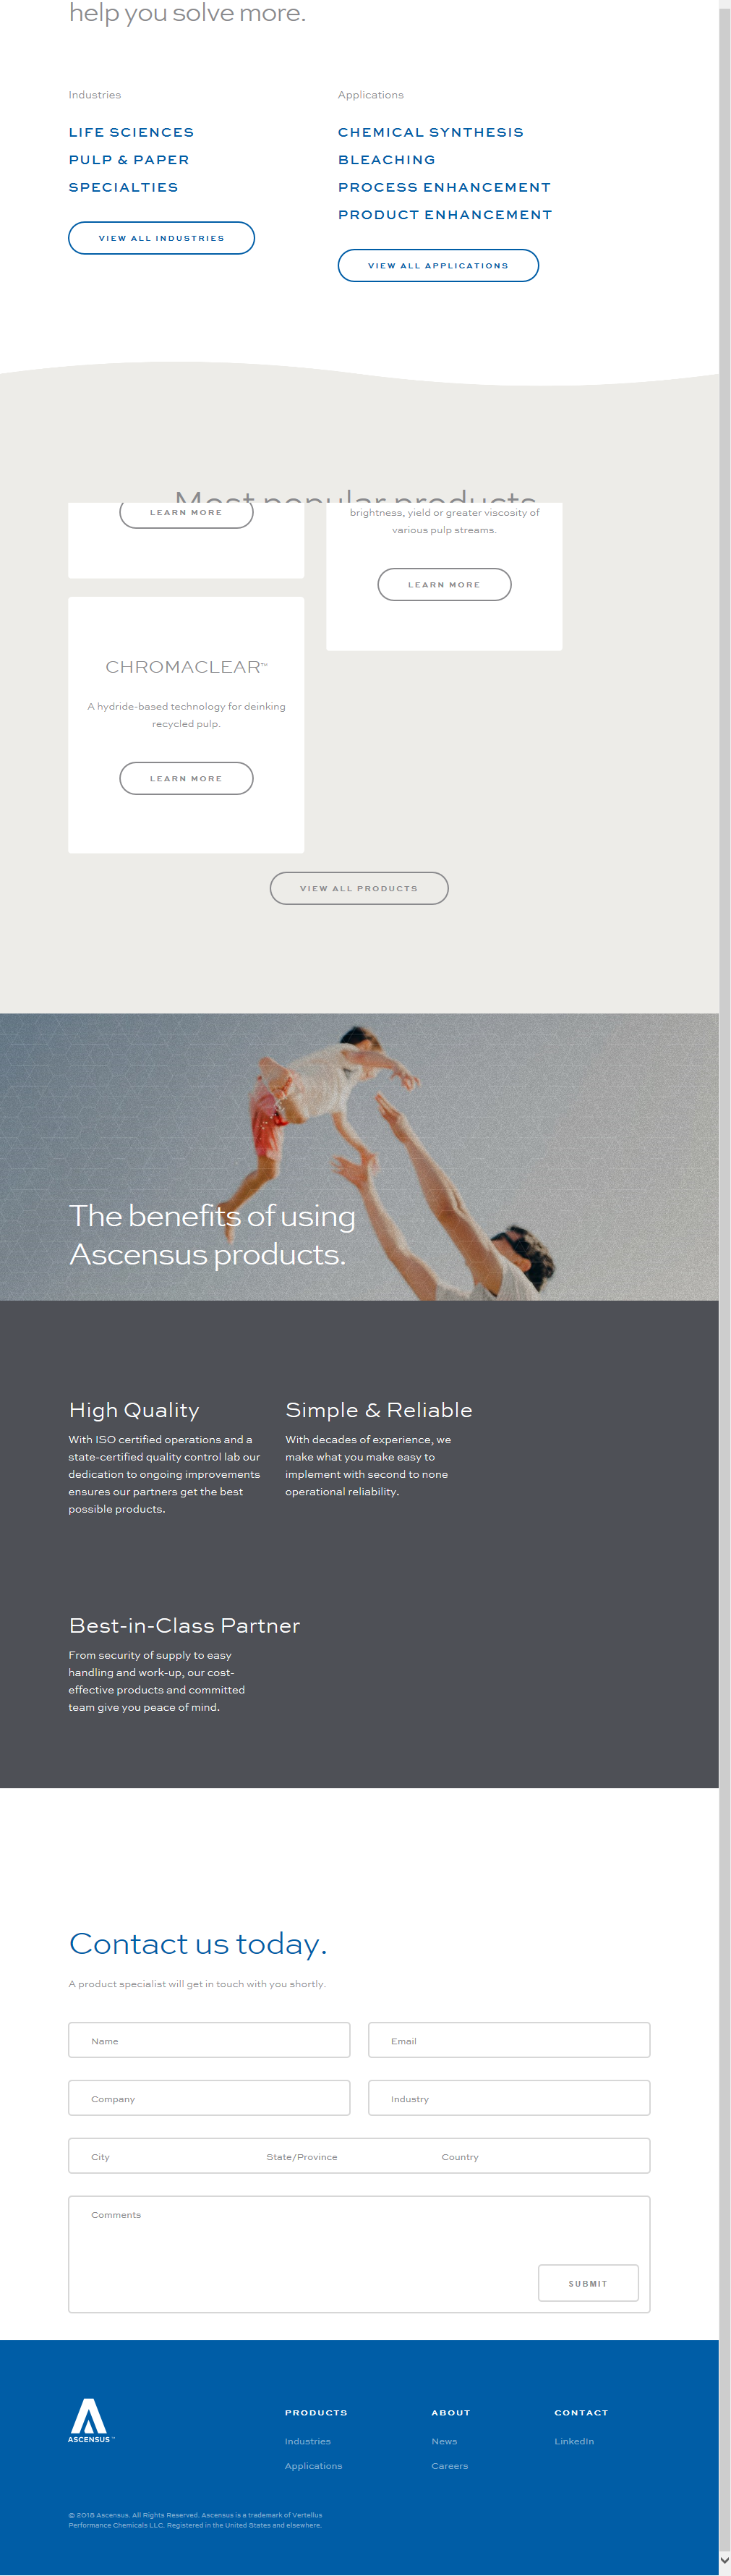 help you solve more.
Industries
LIFE SCIENCES
PULP & PAPER
SPECIALTIES
VIEW ALL INDUSTRIES
Applications
CHEMICAL SYNTHESIS
BLEACHING
PROCESS ENHANCEMENT
PRODUCT ENHANCEMENT
VIEW ALL APPLICATIONS
Most popular products
LEARN MORE
brightness, yield or greater viscosity of
various pulp streams.
LEARN MORE
CHROMACLEAR™
A hydride-based technology for deinking
recycled pulp.
LEARN MORE
VIEW ALL PRODUCTS
The benefits of using
Ascensus products.
High Quality
With ISO certified operations and a
state-certified quality control lab our
dedication to ongoing improvements
ensures our partners get the best
possible products.
Simple & Reliable
With decades of experience, we
make what you make easy to
implement with second to none
operational reliability.
Best-in-Class Partner
From security of supply to easy
handling and work-up, our cost-
effective products and committed
team give you peace of mind.
Contact us today.
A product specialist will get in touch with you shortly.
Name
Email
Company
Industry
City
State/Province
Country
Comments
SUBMIT
ASCENSUS™
PRODUCTS
Industries
Applications
ABOUT
News
Careers
CONTACT
LinkedIn
© 2018 Ascensus. All Rights Reserved. Ascensus is a trademark of Vertellus
Performance Chemicals LLC. Registered in the United States and elsewhere.